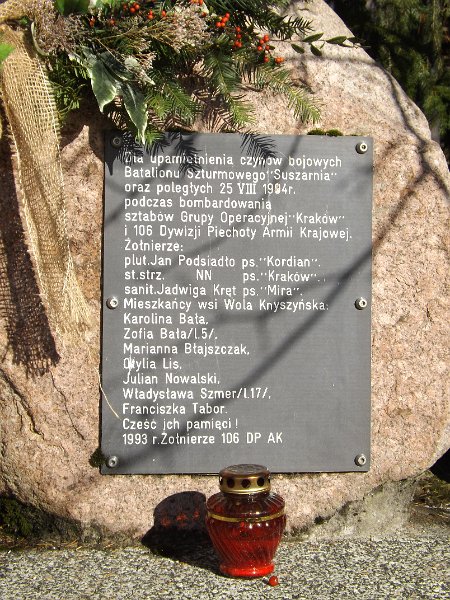 Dla upamiętnienia czynów bojowych
Batalionu Szturmowego "Suszarnia"
oraz poległych 25 VIII 1944r.
podczas bombardowania
sztabów Grupy Operacyjnej "Kraków"
i 106 Dywizji Piechoty Armii Krajowej.
Żołnierze:
plut.Jan Podsiadło ps."Kordian".
st.strz. NN ps."Kraków".
sanit.Jadwiga Kręt ps."Mira".
Mieszkańcy wsi Wola Knyszyńska:
Karolina Bała,
Zofia Bała/l.5/,
Marianna Błajszczak,
Otylia Lis,
Julian Nowalski,
Władysława Szmer/l.17/,
Franciszka Tabor.
Cześć ich pamięci!
1993 r.Żołnierze 106 DP AK